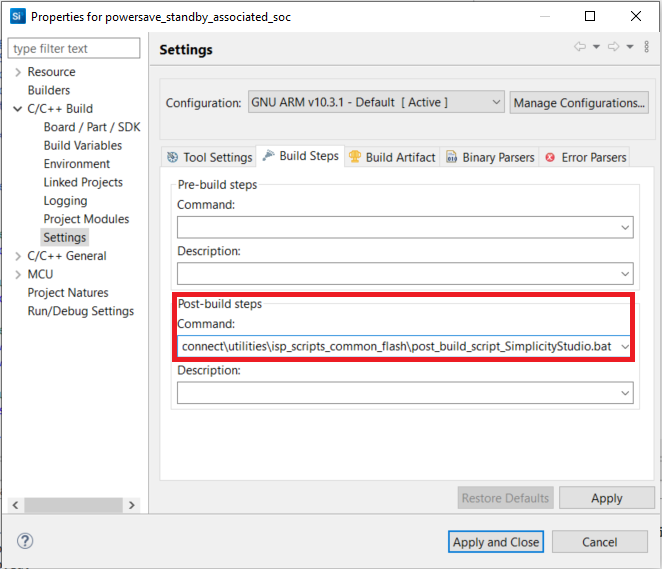 Si
Properties for powersave_standby_associated_soc
type filter text
Resource
Builders
C/C++ Build
Board / Part / SDK
Build Variables
Environment
Linked Projects
Logging
Project Modules
Settings
C/C++ General
MCU
Project Natures
Run/Debug Settings
Settings
Configuration: GNU ARM v10.3.1 - Default [ Active ] Manage Configurations...
Tool Settings Build Steps Build Artifact Binary Parsers Error Parsers
Pre-build steps
Command:
Description:
Post-build steps
Command:
connect\utilities\isp_scripts_common_flash\post_build_script_SimplicityStudio.bat
Description:
Restore Defaults Apply
? Apply and Close Cancel